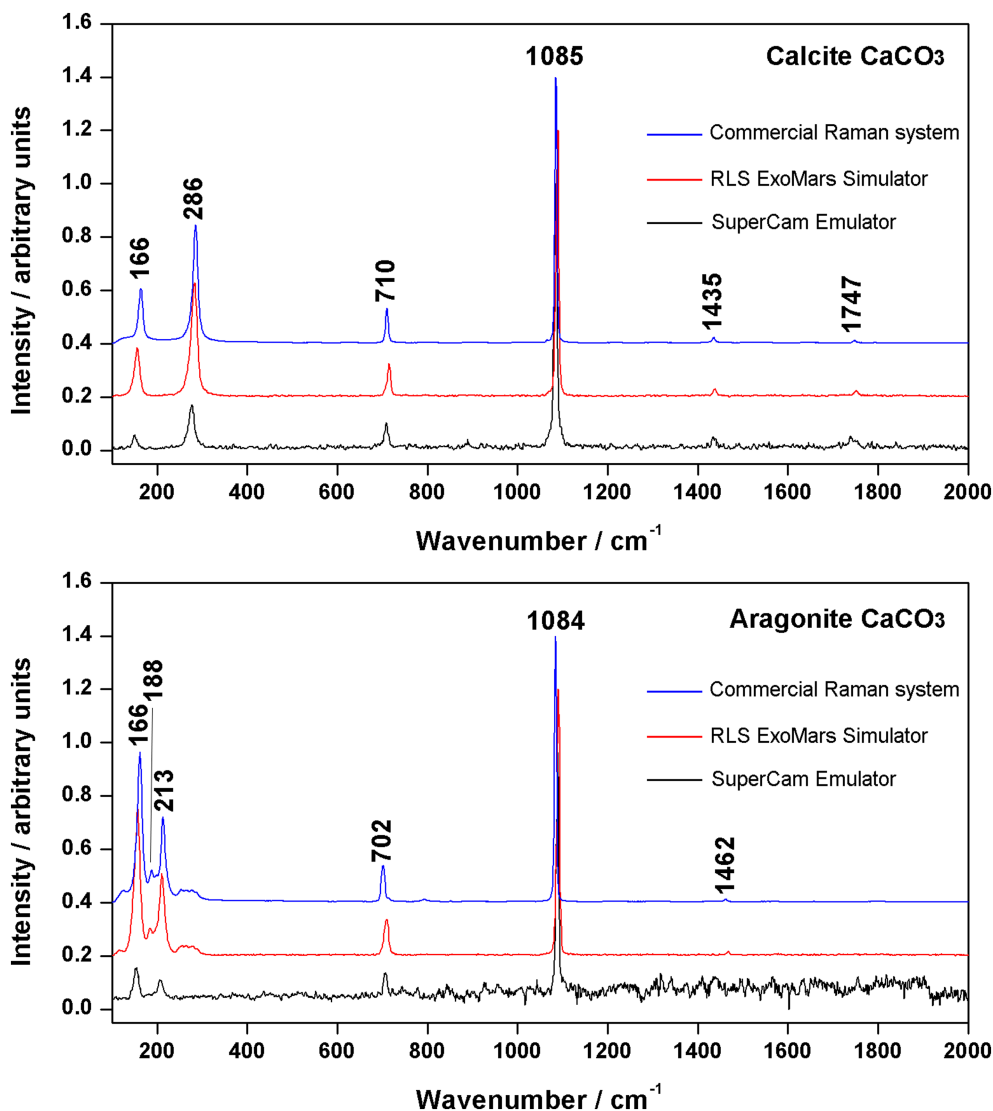 Calcite CaCO3
1085
Commercial Raman system
RLS ExoMars Simulator
SuperCam Emulator
166
286
710
1435
1747
Intensity / arbitrary units
1.6
1.4
1.2
1.0
0.8
0.6
0.4
0.2
0.0
200 400 600 800 1000 1200 1400 1600 1800 2000
Wavenumber / cm-1
Aragonite CaCO3
1084
Commercial Raman system
RLS ExoMars Simulator
SuperCam Emulator
166
188
213
702
1462
Intensity / arbitrary units
1.6
1.4
1.2
1.0
0.8
0.6
0.4
0.2
0.0
200 400 600 800 1000 1200 1400 1600 1800 2000
Wavenumber / cm-1